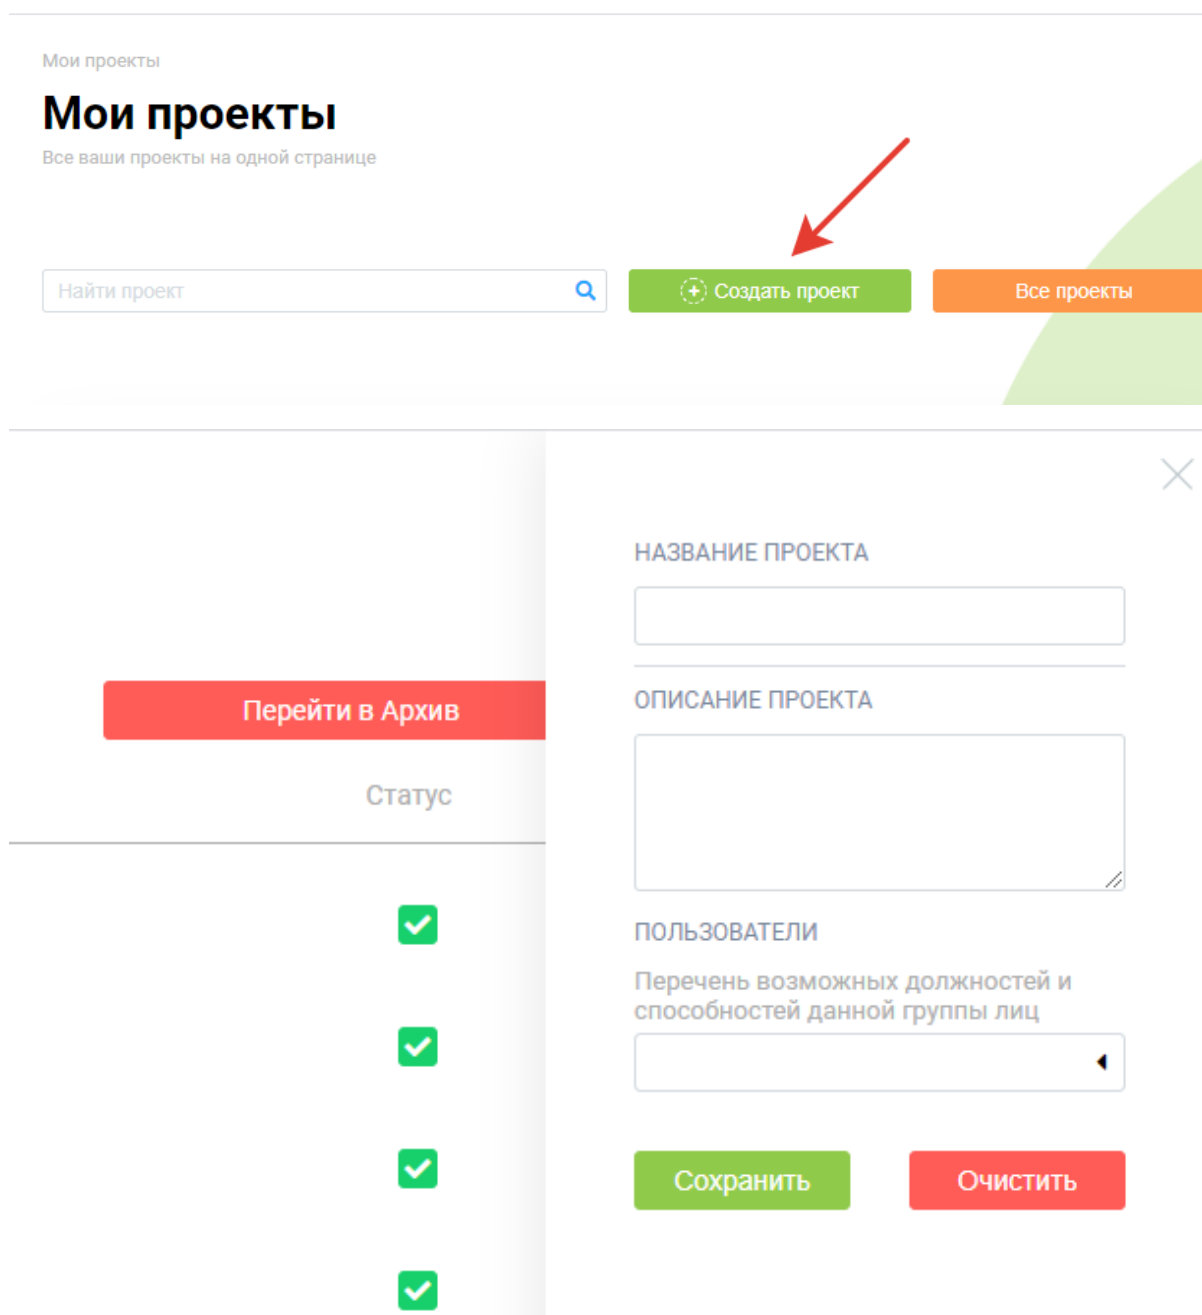 Мои проекты
Мои проекты
Все ваши проекты на одной странице
Найти проект
Создать проект
Все проекты
НАЗВАНИЕ ПРОЕКТА
Перейти в Архив
ОПИСАНИЕ ПРОЕКТА
Статус
ПОЛЬЗОВАТЕЛИ
Перечень возможных должностей и
способностей данной группы лиц
Сохранить
Очистить